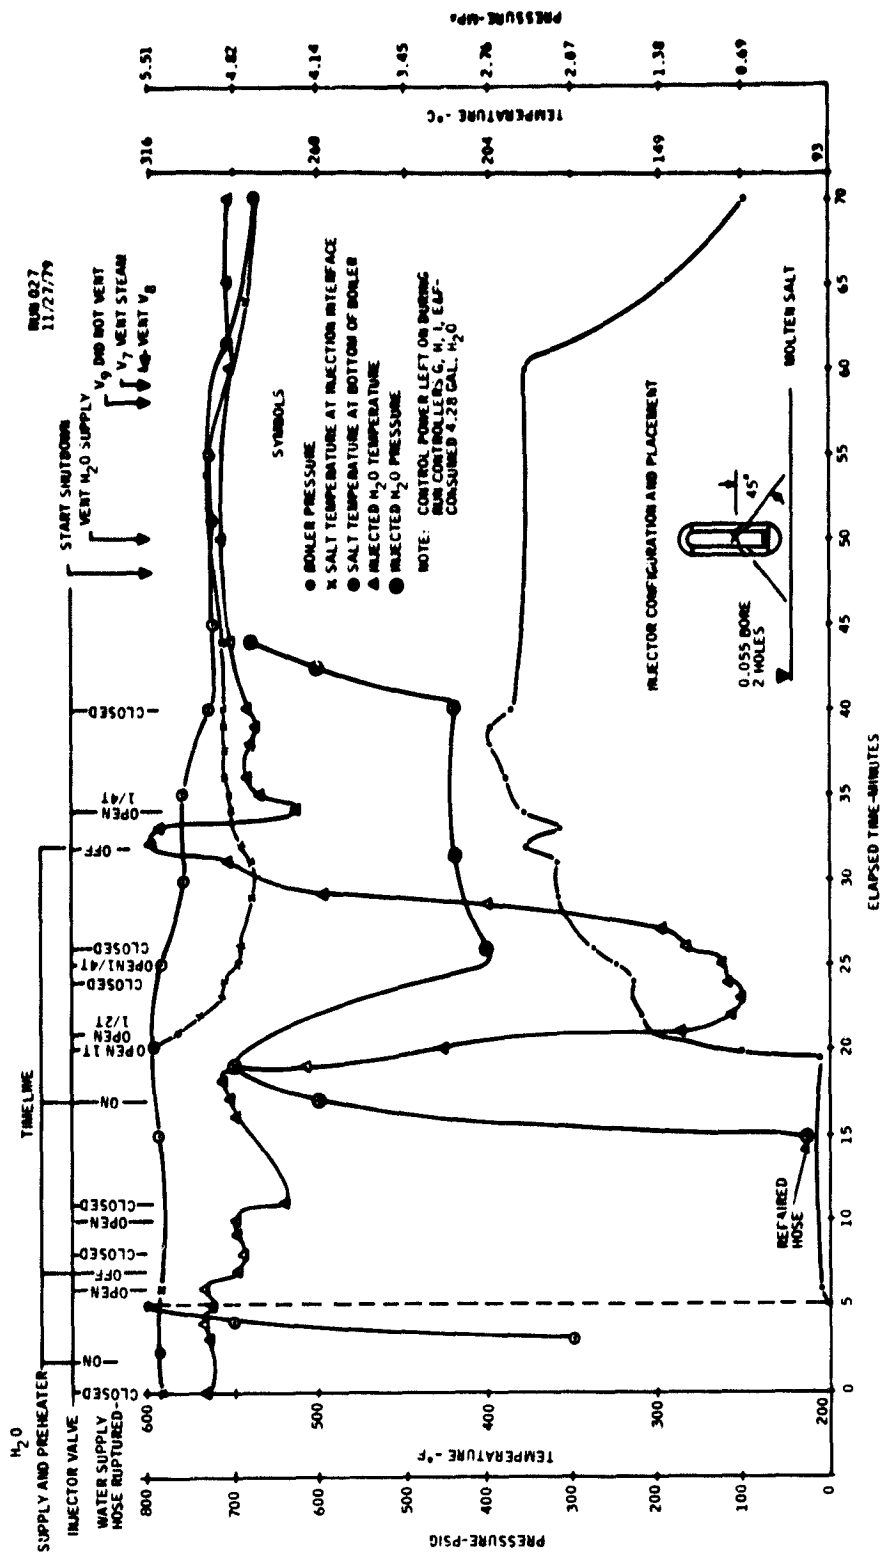 RUN 027
11/27/79
TIMELINE
H2O
SUPPLY AND PREHEATER
ON
OFF
ON
OFF
INJECTOR VALVE
CLOSED
OPEN
CLOSED
OPEN
CLOSED
OPEN 1T
OPEN
1/2T
CLOSED
OPEN1/4T
CLOSED
OPEN
1/4T
CLOSED
WATER SUPPLY
HOSE RUPTURED
START SHUTDOWN
VENT H2O SUPPLY
V9 DID NOT VENT
V7 VENT STEAM
VENT V8
SYMBOLS
BOILER PRESSURE
X SALT TEMPERATURE AT INJECTION INTERFACE
SALT TEMPERATURE AT BOTTOM OF BOILER
INJECTED H2O TEMPERATURE
INJECTED H2O PRESSURE
NOTE: CONTROL POWER LEFT ON DURING
RUN CONTROLLERS G, H, I, E&F-
CONSUMED 4.28 GAL. H2O
INJECTOR CONFIGURATION AND PLACEMENT
45°
0.055 BORE
2 HOLES
MOLTEN SALT
REPAIRED
HOSE
PRESSURE-PSIG
800
700
600
500
400
300
200
100
0
TEMPERATURE - °F
600
500
400
300
200
TEMPERATURE - °C
316
260
204
149
93
PRESSURE-MPa
5.51
4.82
4.14
3.45
2.76
2.07
1.38
0.69
0
5
10
15
20
25
30
35
40
45
50
55
60
65
70
ELAPSED TIME-MINUTES